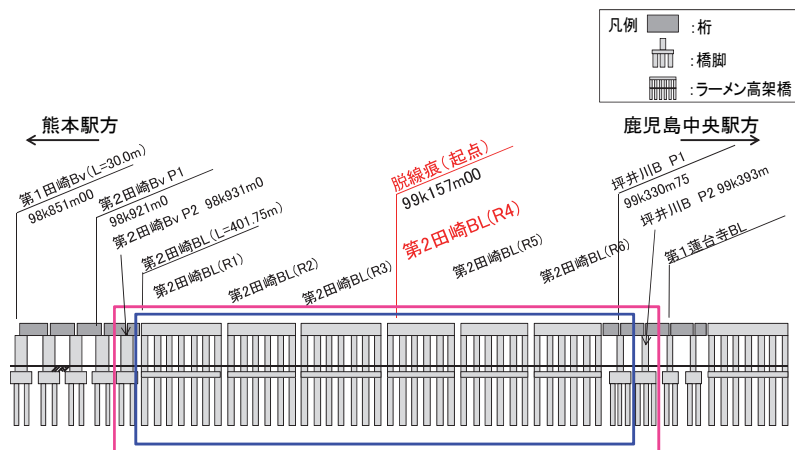 凡例 :桁
:橋脚
:ラーメン高架橋
熊本駅方
鹿児島中央駅方
第1田崎Bv(L=30.0m)
98k851m00
第2田崎Bv P1
98k921m0
第2田崎Bv P2 98k931m0
第2田崎BL(L=401.75m)
第2田崎BL(R1)
第2田崎BL(R2)
第2田崎BL(R3)
脱線痕(起点)
99k157m00
第2田崎BL(R4)
第2田崎BL(R5)
第2田崎BL(R6)
坪井川B P1
99k330m75
坪井川B P2 99k393m
第1蓮台寺BL